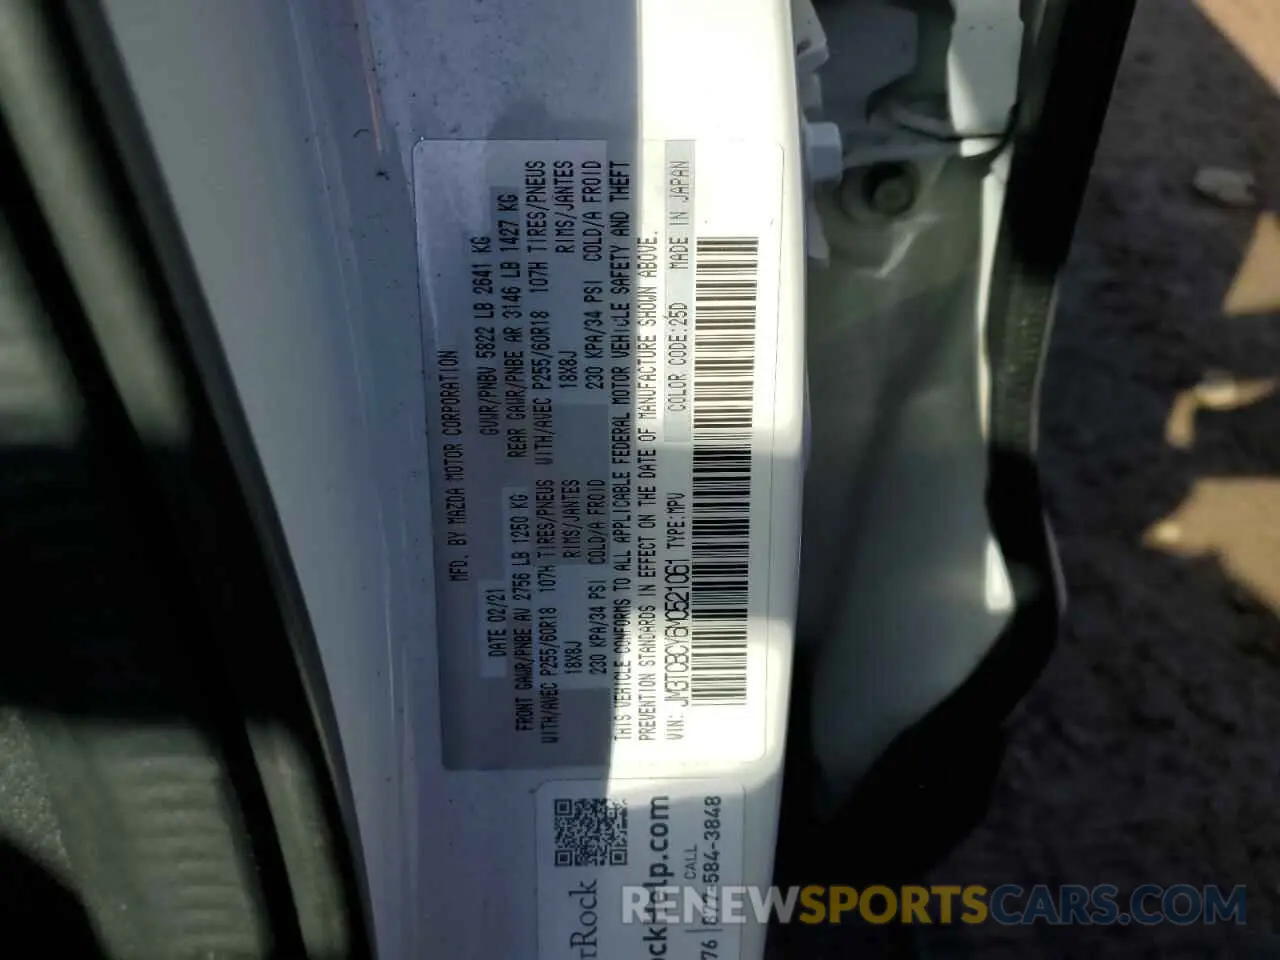 MFD. BY MAZDA MOTOR CORPORATION
DATE 02/21
GVWR/PNBV 5822 LB 2641 KG
FRONT GAWR/PNBE AV 2756 LB 1250 KG
REAR GAWR/PNBE AR 3146 LB 1427 KG
WITH/AVEC P255/60R18 107H TIRES/PNEUS
WITH/AVEC P255/60R18 107H TIRES/PNEUS
18X8J RIMS/JANTES
18X8J RIMS/JANTES
230 KPA/34 PSI COLD/A FROID
230 KPA/34 PSI COLD/A FROID
THIS VEHICLE CONFORMS TO ALL APPLICABLE FEDERAL MOTOR VEHICLE SAFETY AND THEFT
PREVENTION STANDARDS IN EFFECT ON THE DATE OF MANUFACTURE SHOWN ABOVE.
VIN: JM3TCBCY6M0521061 TYPE:MPV COLOR CODE:25D MADE IN JAPAN
rRock
ockHelp.com
CALL
76 | 877-584-3848
RENEWSPORTSCARS.COM